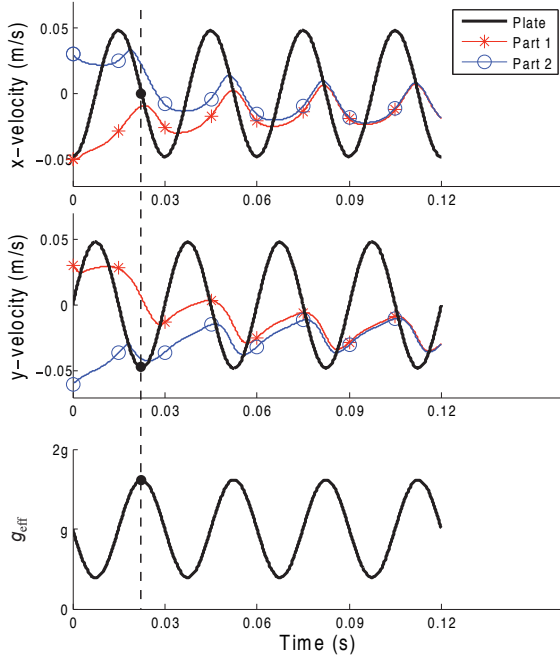 Plate
Part 1
Part 2
x−velocity (m/s)
0.05
0
−0.05
0 0.03 0.06 0.09 0.12
y−velocity (m/s)
0.05
0
−0.05
0 0.03 0.06 0.09 0.12
g_eff
2g
g
0
0 0.03 0.06 0.09 0.12
Time (s)